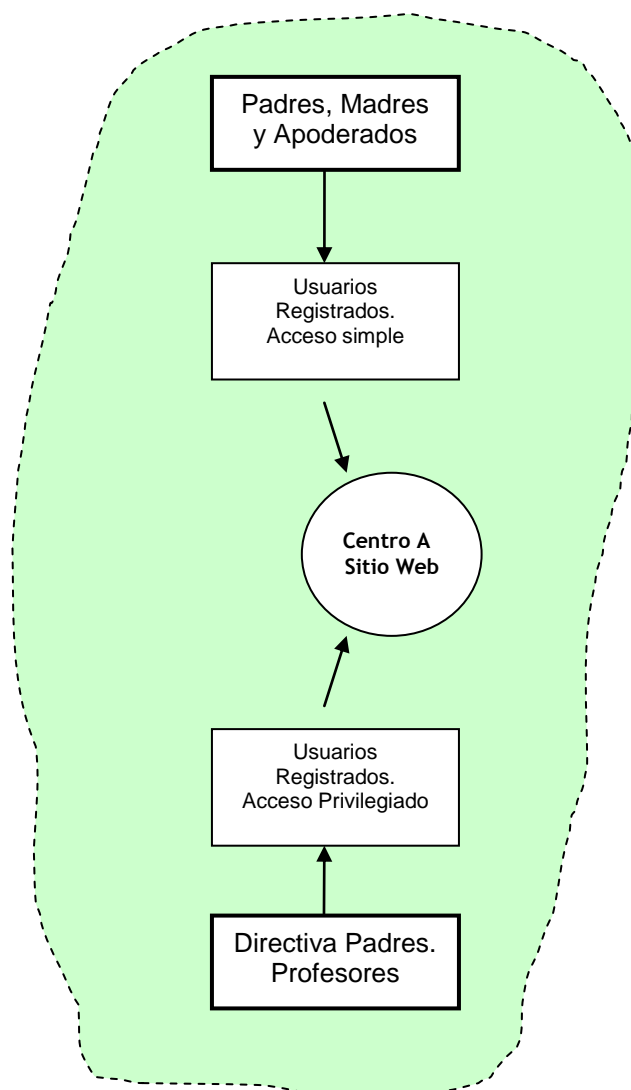 Padres, Madres
y Apoderados
Usuarios
Registrados.
Acceso simple
Centro A
Sitio Web
Usuarios
Registrados.
Acceso Privilegiado
Directiva Padres.
Profesores